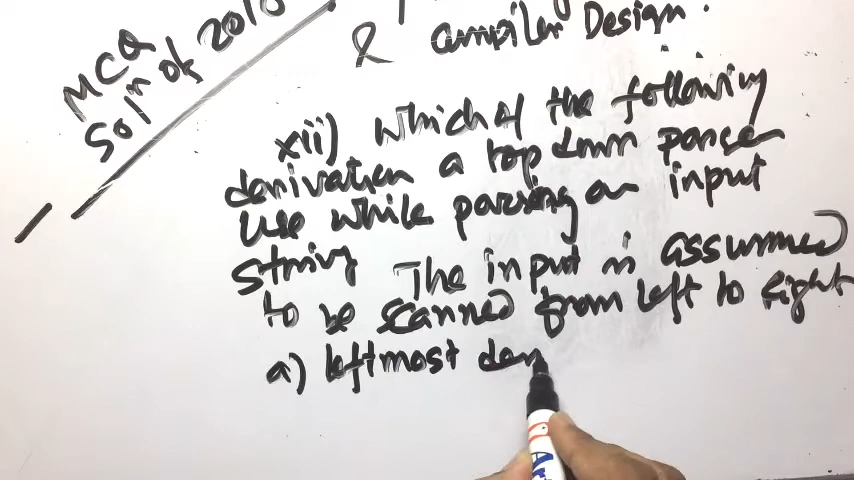 MCQ
Solⁿ of 2018
& Compiler Design.
xii) which of the following
derivation a top down parser
use while parsing an input
string The input is assumed
to be scanned from left to right
a) leftmost der